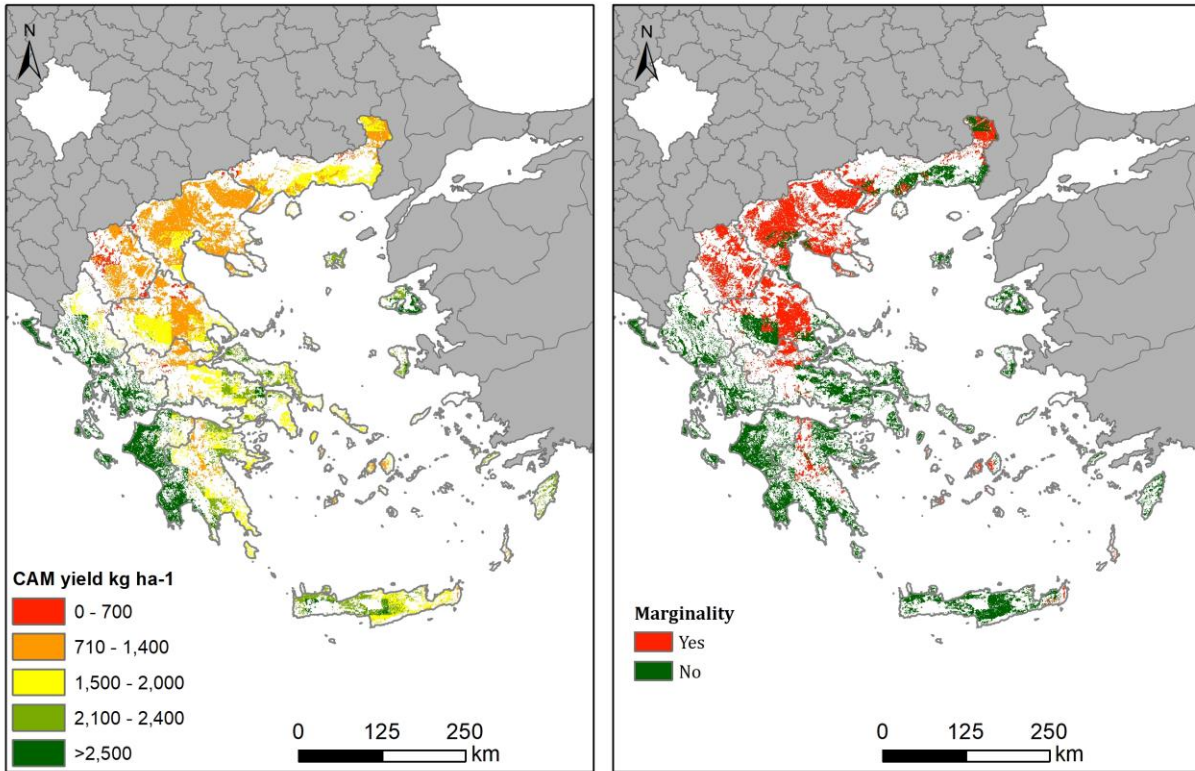 N
CAM yield kg ha-1
0 - 700
710 - 1,400
1,500 - 2,000
2,100 - 2,400
>2,500
0 125 250
km
N
Marginality
Yes
No
0 125 250
km